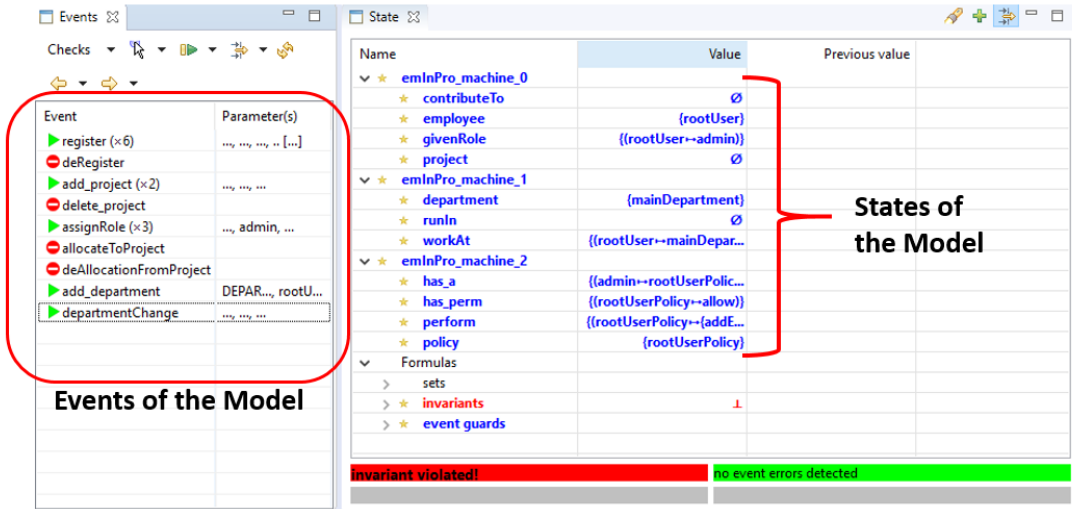 Events
Checks
Event Parameter(s)
register (×6) ..., ..., ..., .. [...]
deRegister
add_project (×2) ..., ..., ...
delete_project
assignRole (×3) ..., admin, ...
allocateToProject
deAllocationFromProject
add_department DEPAR..., rootU...
departmentChange ..., ..., ...
Events of the Model
State
Name Value Previous value
emInPro_machine_0
contributeTo Ø
employee {rootUser}
givenRole {(rootUser↦admin)}
project Ø
emInPro_machine_1
department {mainDepartment}
runIn Ø
workAt {(rootUser↦mainDepar...
emInPro_machine_2
has_a {(admin↦rootUserPolic...
has_perm {(rootUserPolicy↦allow)}
perform {(rootUserPolicy↦{addE...
policy {rootUserPolicy}
Formulas
sets
invariants ⊥
event guards
States of
the Model
invariant violated! no event errors detected